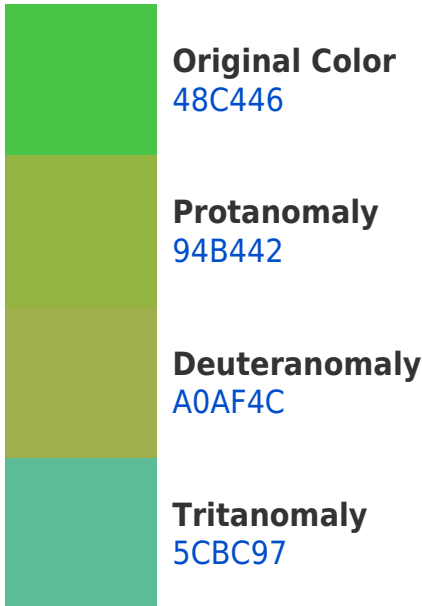 Original Color
48C446
Protanomaly
94B442
Deuteranomaly
A0AF4C
Tritanomaly
5CBC97